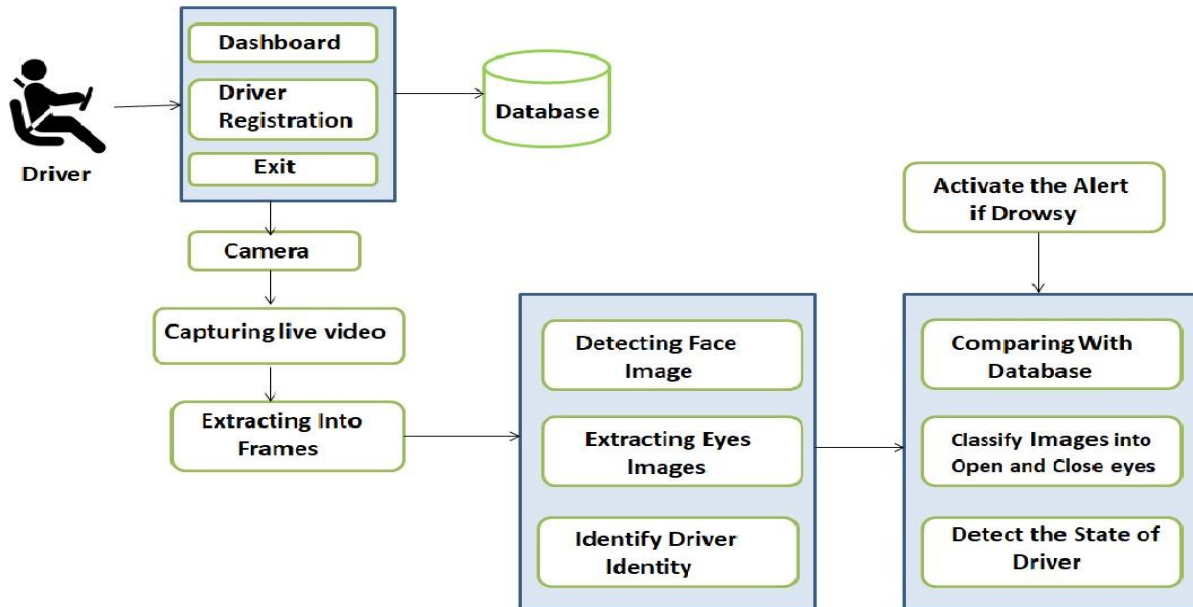 Dashboard
Driver
Registration
Exit
Driver
Database
Camera
Capturing live video
Extracting Into
Frames
Detecting Face
Image
Extracting Eyes
Images
Identify Driver
Identity
Activate the Alert
if Drowsy
Comparing With
Database
Classify Images into
Open and Close eyes
Detect the State of
Driver